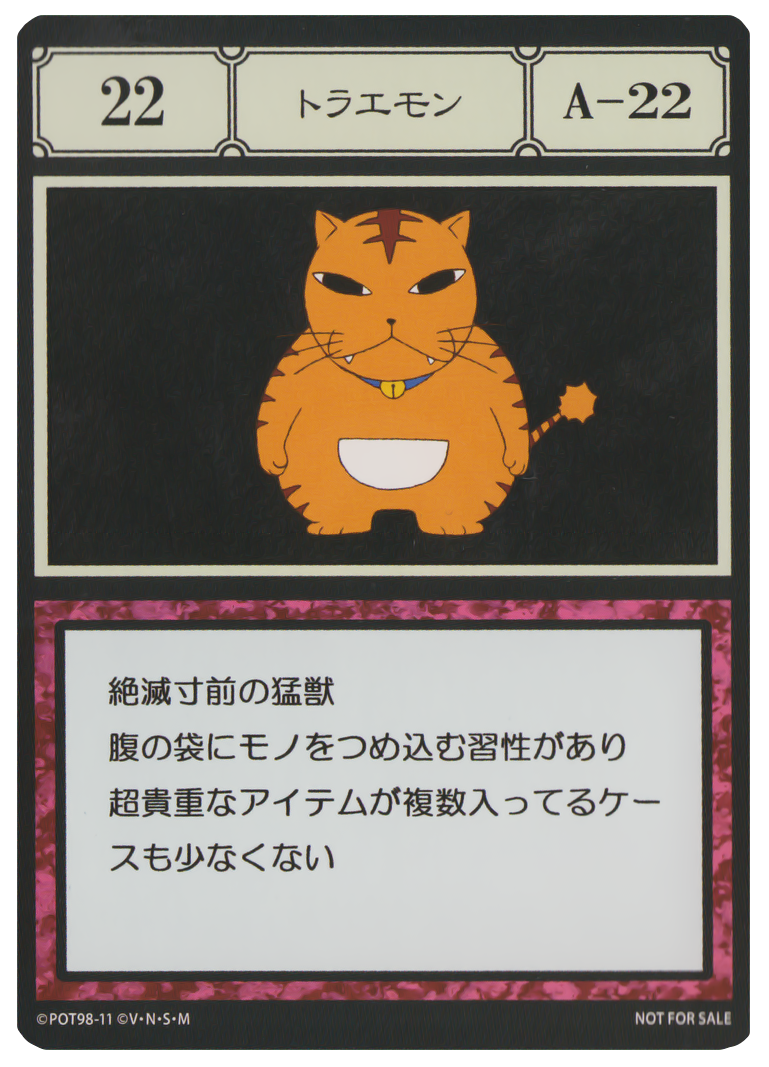 22
トラエモン
A-22
絶滅寸前の猛獣
腹の袋にモノをつめ込む習性があり
超貴重なアイテムが複数入ってるケー
スも少なくない
©POT98-11 ©V・N・S・M
NOT FOR SALE